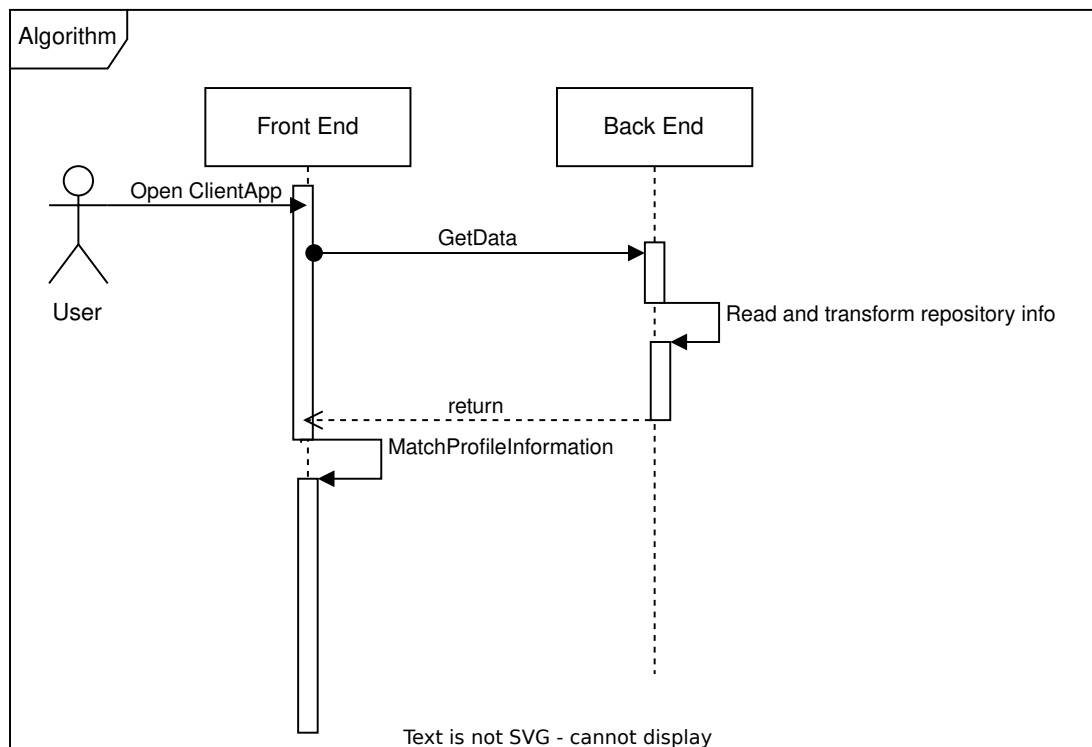 Algorithm
Front End
Back End
Open ClientApp
GetData
User
Read and transform repository info
return
MatchProfileInformation
Text is not SVG - cannot display